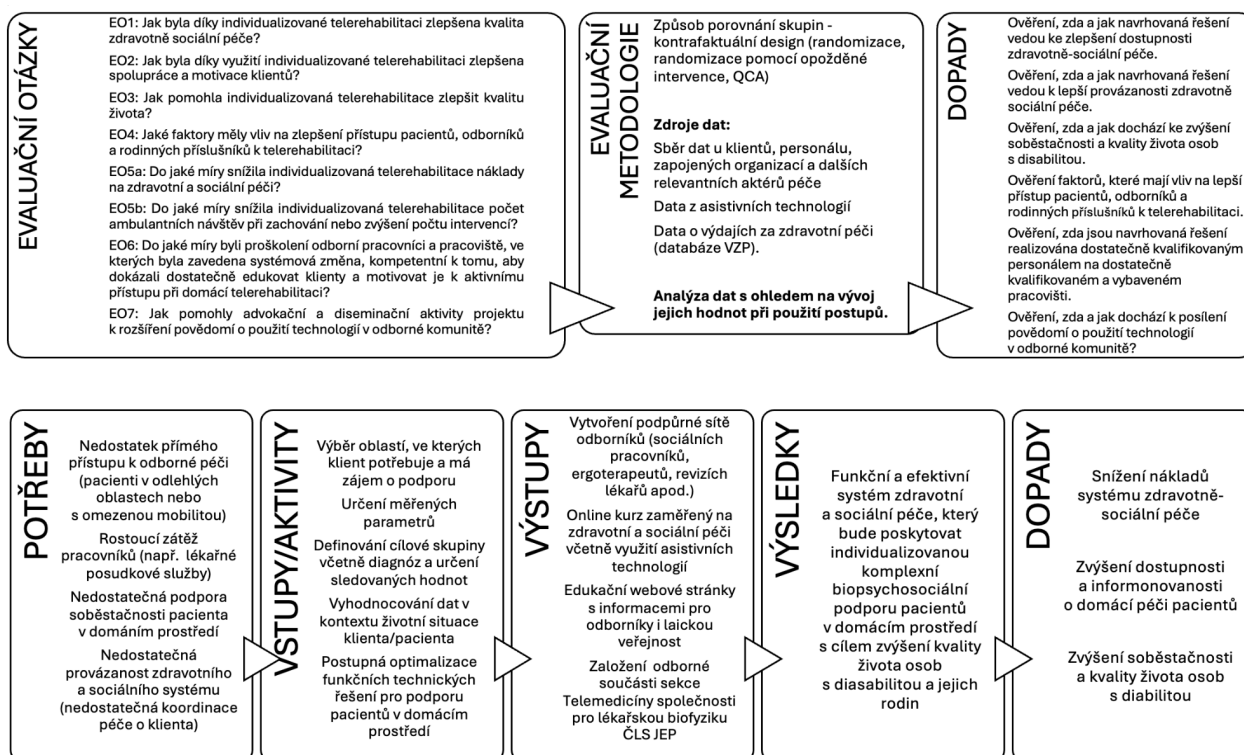 EVALUAČNÍ OTÁZKY
EO1: Jak byla díky individualizované telerehabilitaci zlepšena kvalita
zdravotně sociální péče?
EO2: Jak byla díky využití individualizované telerehabilitaci zlepšena
spolupráce a motivace klientů?
EO3: Jak pomohla individualizovaná telerehabilitace zlepšit kvalitu
života?
EO4: Jaké faktory měly vliv na zlepšení přístupu pacientů, odborníků
a rodinných příslušníků k telerehabilitaci?
EO5a: Do jaké míry snížila individualizovaná telerehabilitace náklady
na zdravotní a sociální péči?
EO5b: Do jaké míry snížila individualizovaná telerehabilitace počet
ambulantních návštěv při zachování nebo zvýšení počtu intervencí?
EO6: Do jaké míry byli proškolení odborní pracovníci a pracoviště, ve
kterých byla zavedena systémová změna, kompetentní k tomu, aby
dokázali dostatečně edukovat klienty a motivovat je k aktivnímu
přístupu při domácí telerehabilitaci?
EO7: Jak pomohly advokační a diseminační aktivity projektu
k rozšíření povědomí o použití technologií v odborné komunitě?
EVALUAČNÍ
METODOLOGIE
Způsob porovnání skupin -
kontrafaktuální design (randomizace,
randomizace pomocí opožděné
intervence, QCA)
Zdroje dat:
Sběr dat u klientů, personálu,
zapojených organizací a dalších
relevantních aktérů péče
Data z asistivních technologií
Data o výdajích za zdravotní péči
(databáze VZP).
Analýza dat s ohledem na vývoj
jejich hodnot při použití postupů.
DOPADY
Ověření, zda a jak navrhovaná řešení
vedou ke zlepšení dostupnosti
zdravotně-sociální péče.
Ověření, zda a jak navrhovaná řešení
vedou k lepší provázanosti zdravotně
sociální péče.
Ověření, zda a jak dochází ke zvýšení
soběstačnosti a kvality života osob
s disabilitou.
Ověření faktorů, které mají vliv na lepší
přístup pacientů, odborníků a
rodinných příslušníků k telerehabilitaci.
Ověření, zda jsou navrhovaná řešení
realizována dostatečně kvalifikovaným
personálem na dostatečně
kvalifikovaném a vybaveném
pracovišti.
Ověření, zda a jak dochází k posílení
povědomí o použití technologií
v odborné komunitě?
POTŘEBY
Nedostatek přímého
přístupu k odborné péči
(pacienti v odlehlých
oblastech nebo
s omezenou mobilitou)
Rostoucí zátěž
pracovníků (např. lékařné
posudkové služby)
Nedostatečná podpora
soběstačnosti pacienta
v dománím prostředí
Nedostatečná
provázanost zdravotního
a sociálního systému
(nedostatečná koordinace
péče o klienta)
VSTUPY/AKTIVITY
Výběr oblastí, ve kterých
klient potřebuje a má
zájem o podporu
Určení měřených
parametrů
Definování cílové skupiny
včetně diagnóz a určení
sledovaných hodnot
Vyhodnocování dat v
kontextu životní situace
klienta/pacienta
Postupná optimalizace
funkčních technických
řešení pro podporu
pacientů v domácím
prostředí
VÝSTUPY
Vytvoření podpůrné sítě
odborníků (sociálních
pracovníků,
ergoterapeutů, revizích
lékařů apod.)
Online kurz zaměřený na
zdravotní a sociální péči
včetně využití asistivních
technologií
Edukační webové stránky
s informacemi pro
odborníky i laickou
veřejnost
Založení odborné
součásti sekce
Telemedicíny společnosti
pro lékařskou biofyziku
ČLS JEP
VÝSLEDKY
Funkční a efektivní
systém zdravotní
a sociální péče, který
bude poskytovat
individualizovanou
komplexní
biopsychosociální
podporu pacientů
v domácím prostředí
s cílem zvýšení kvality
života osob
s diasabilitou a jejich
rodin
DOPADY
Snížení nákladů
systému zdravotně-
sociální péče
Zvýšení dostupnosti
a informonovanosti
o domácí péči pacientů
Zvýšení soběstačnosti
a kvality života osob
s diabilitou